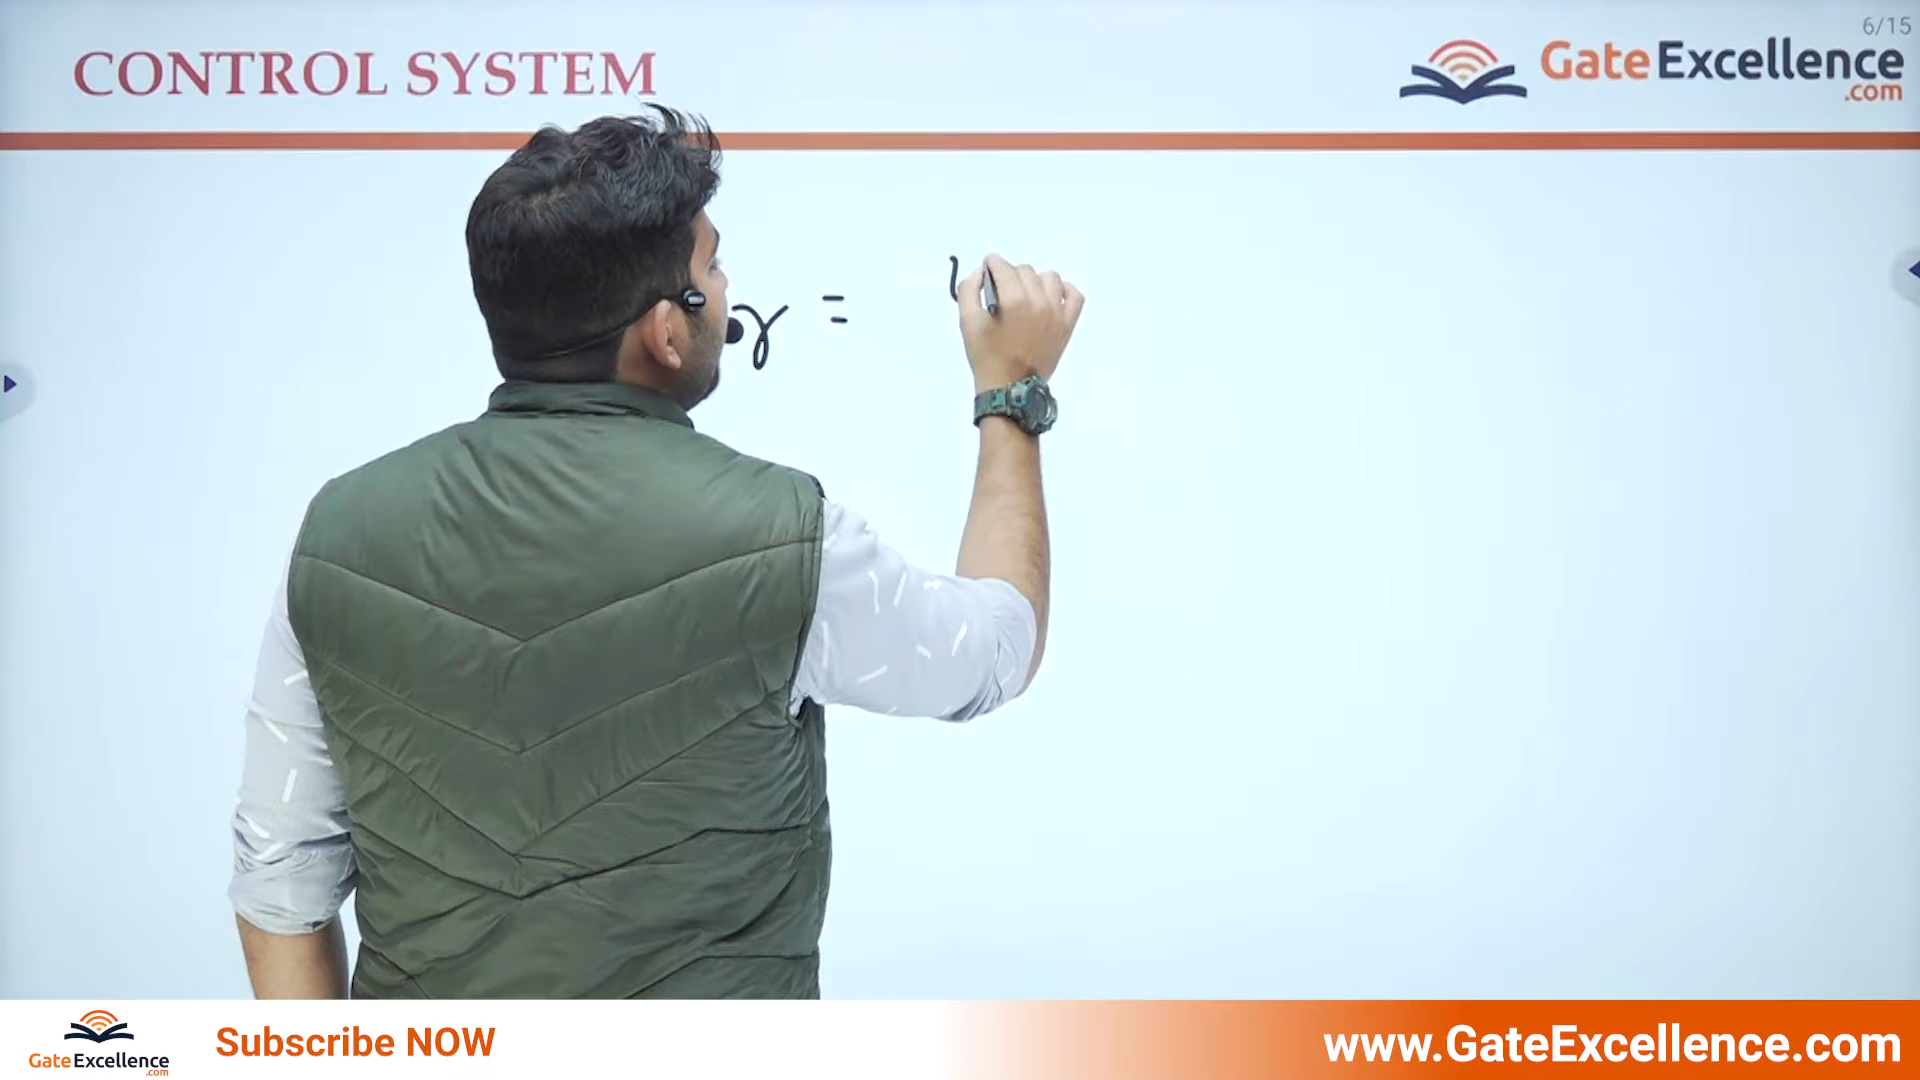 6/15
CONTROL SYSTEM
GateExcellence
.com
γ =
GateExcellence
.com
Subscribe NOW
www.GateExcellence.com